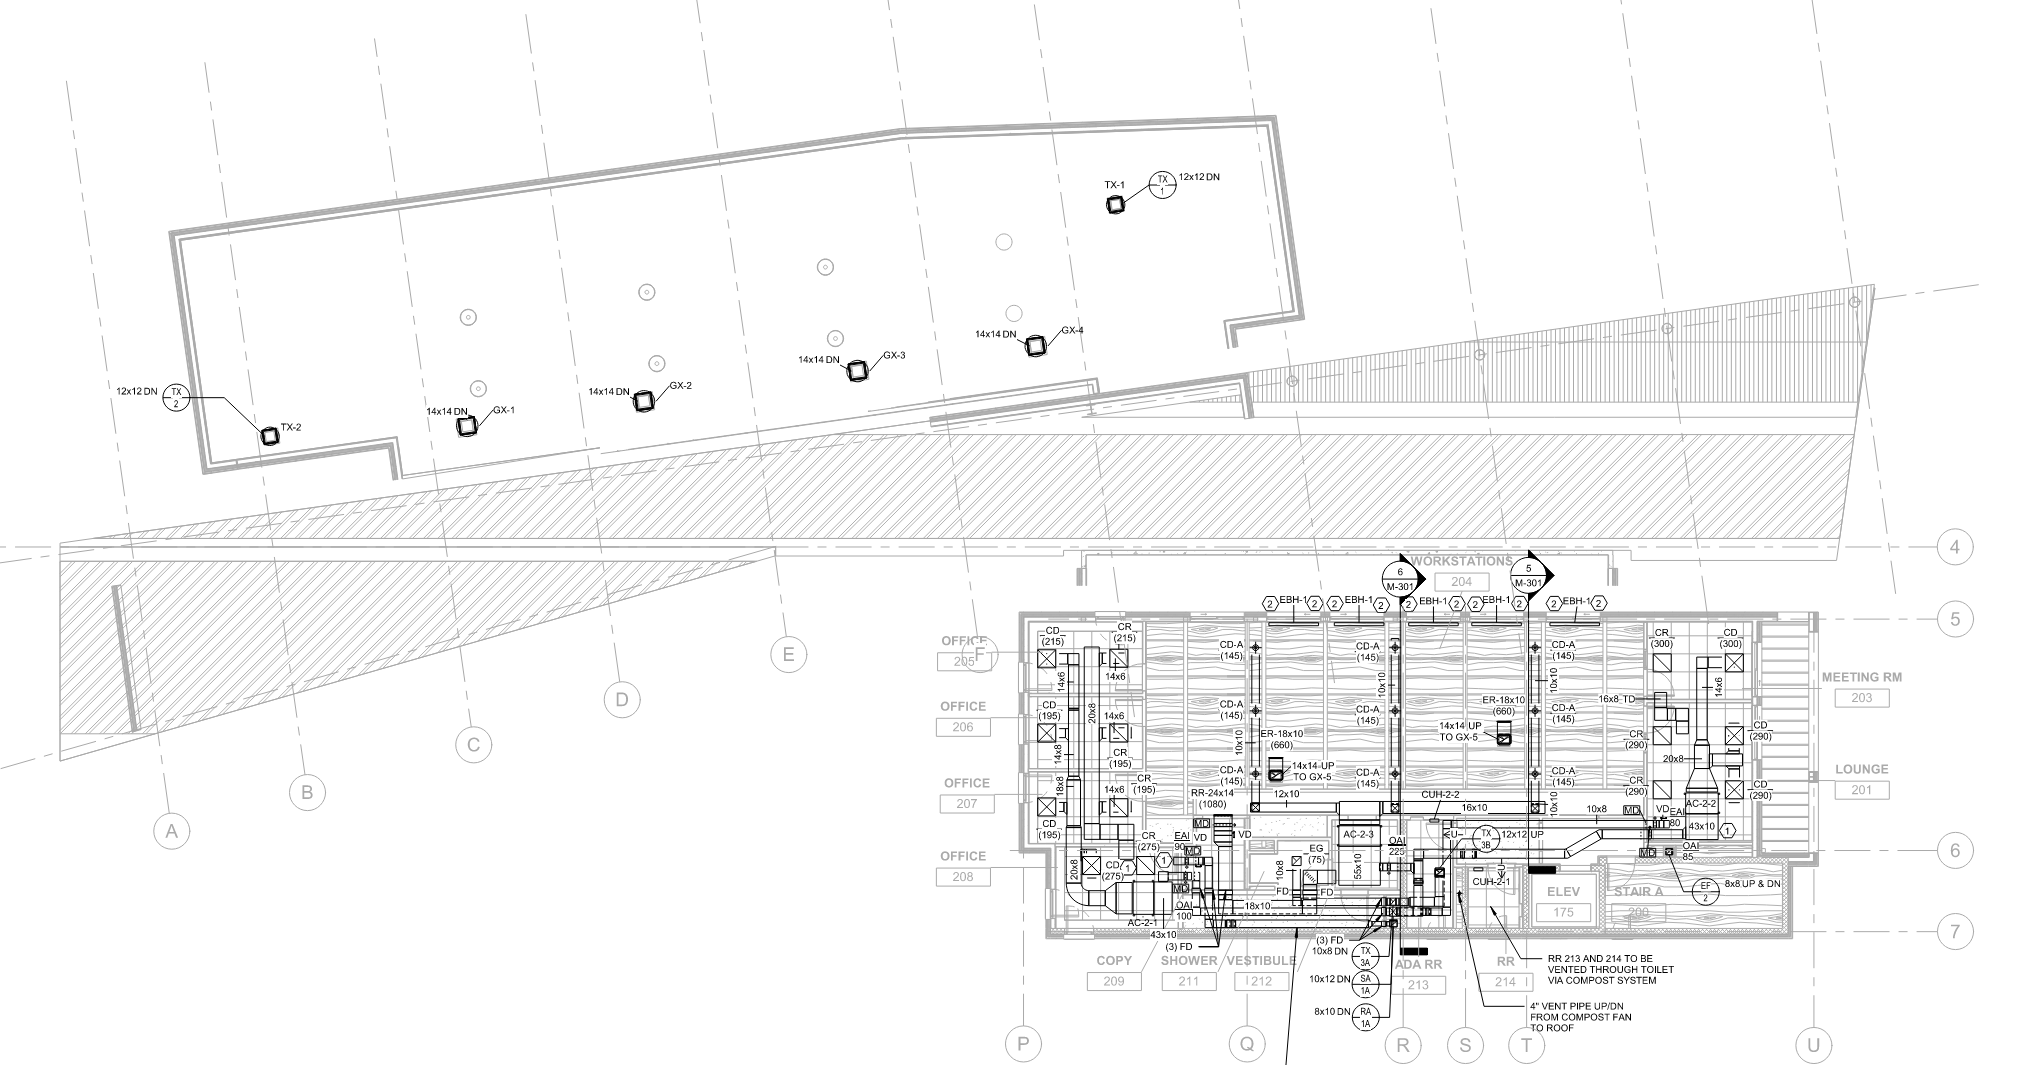 TX-1
TX
1
12x12 DN
14x14 DN
GX-4
14x14 DN
GX-3
14x14 DN
GX-2
14x14 DN
GX-1
12x12 DN
TX
2
TX-2
A
B
C
D
E
F
4
5
6
7
WORKSTATIONS
204
6
M-301
5
M-301
2
EBH-1
2
2
EBH-1
2
2
EBH-1
2
EBH-1
2
2
EBH-1
2
OFFICE
205
OFFICE
206
OFFICE
207
OFFICE
208
CD
(215)
CR
(215)
14x6
14x6
20x8
CD
(195)
14x6
CR
(195)
14x8
18x8
14x6
CR
(195)
CD
(195)
20x8
CD
(275)
1
CR
(275)
1
AC-2-1
43x10
EAI
90
OAI
100
MD
MD
MD
VD
VD
RR-24x14
(1080)
CD-A
(145)
CD-A
(145)
CD-A
(145)
10x10
ER-18x10
(660)
14x14 UP
TO GX-5
12x10
CD-A
(145)
CD-A
(145)
CD-A
(145)
10x10
ER-18x10
(660)
14x14 UP
TO GX-5
CD-A
(145)
CD-A
(145)
CD-A
(145)
10x10
10x10
16x10
CUH-2-2
AC-2-3
55x10
OAI
225
EG
(75)
10x8
FD
FD
18x10
(3) FD
(3) FD
U
TX
3B
12x12 UP
10x8
U
CUH-2-1
CR
(300)
CD
(300)
14x6
16x8 TD
CR
(290)
CD
(290)
20x8
CR
(290)
CD
(290)
AC-2-2
43x10
MD
VD
EAI
80
1
MD
OAI
85
EF
2
8x8 UP & DN
MEETING RM
203
LOUNGE
201
ELEV
175
STAIR A
200
COPY
209
SHOWER
211
VESTIBULE
212
ADA RR
213
RR
214
10x8 DN
TX
3A
10x12 DN
SA
1A
8x10 DN
RA
1A
RR 213 AND 214 TO BE
VENTED THROUGH TOILET
VIA COMPOST SYSTEM
4" VENT PIPE UP/DN
FROM COMPOST FAN
TO ROOF
P
Q
R
S
T
U